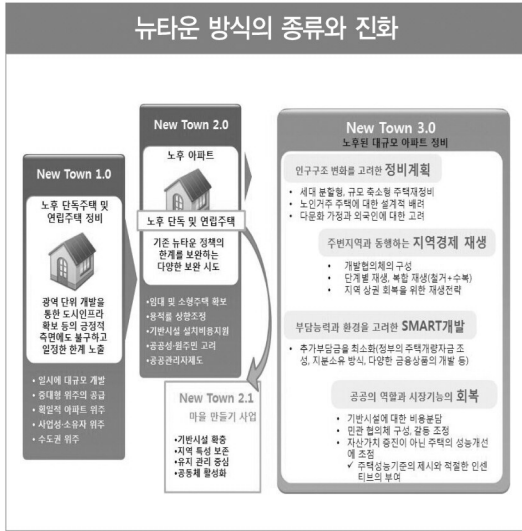 뉴타운 방식의 종류와 진화
New Town 1.0
노후 단독주택 및
연립주택 정비
광역 단위 개발을
통한 도시인프라
확보 등의 긍정적
측면에도 불구하고
일정한 한계 노출
• 일시에 대규모 개발
• 중대형 위주의 공급
• 획일적 아파트 위주
• 사업성·소유자 위주
• 수도권 위주
New Town 2.0
노후 아파트
노후 단독 및 연립주택
기존 뉴타운 정책의
한계를 보완하는
다양한 보완 시도
•임대 및 소형주택 확보
•용적률 상향조정
•기반시설 설치비용지원
•공공성·원주민 고려
•공공관리자제도
New Town 2.1
마을 만들기 사업
•기반시설 확충
•지역 특성 보존
•유지 관리 중심
•공동체 활성화
New Town 3.0
노후된 대규모 아파트 정비
인구구조 변화를 고려한 정비계획
• 세대 분할형, 규모 축소형 주택재정비
• 노인거주 주택에 대한 설계적 배려
• 다문화 가정과 외국인에 대한 고려
주변지역과 동행하는 지역경제 재생
• 개발협의체의 구성
• 단계별 재생, 복합 재생(철거+수복)
• 지역 상권 회복을 위한 재생전략
부담능력과 환경을 고려한 SMART개발
• 추가부담금을 최소화(정부의 주택개량자금 조
성, 지분소유 방식, 다양한 금융상품의 개발 등)
공공의 역할과 시장기능의 회복
• 기반시설에 대한 비용분담
• 민관 협의체 구성, 갈등 조정
• 자산가치 증진이 아닌 주택의 성능개선
에 초점
✓ 주택성능기준의 제시와 적절한 인센
티브의 부여